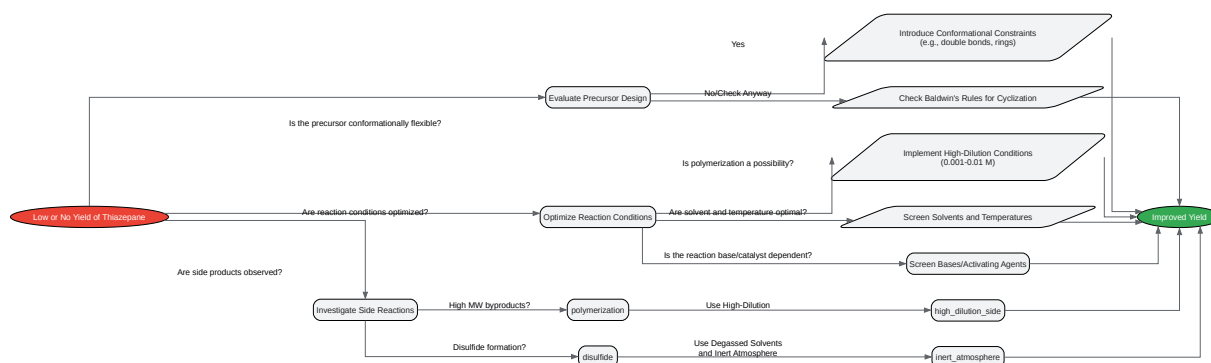 Introduce Conformational Constraints
(e.g., double bonds, rings)
Yes
Evaluate Precursor Design
No/Check Anyway
Check Baldwin's Rules for Cyclization
Is the precursor conformationally flexible?
Implement High-Dilution Conditions
(0.001-0.01 M)
Is polymerization a possibility?
Low or No Yield of Thiazepane
Are reaction conditions optimized?
Optimize Reaction Conditions
Are solvent and temperature optimal?
Screen Solvents and Temperatures
Improved Yield
Is the reaction base/catalyst dependent?
Screen Bases/Activating Agents
Are side products observed?
Investigate Side Reactions
High MW byproducts?
polymerization
Use High-Dilution
high_dilution_side
Disulfide formation?
disulfide
Use Degassed Solvents
and Inert Atmosphere
inert_atmosphere